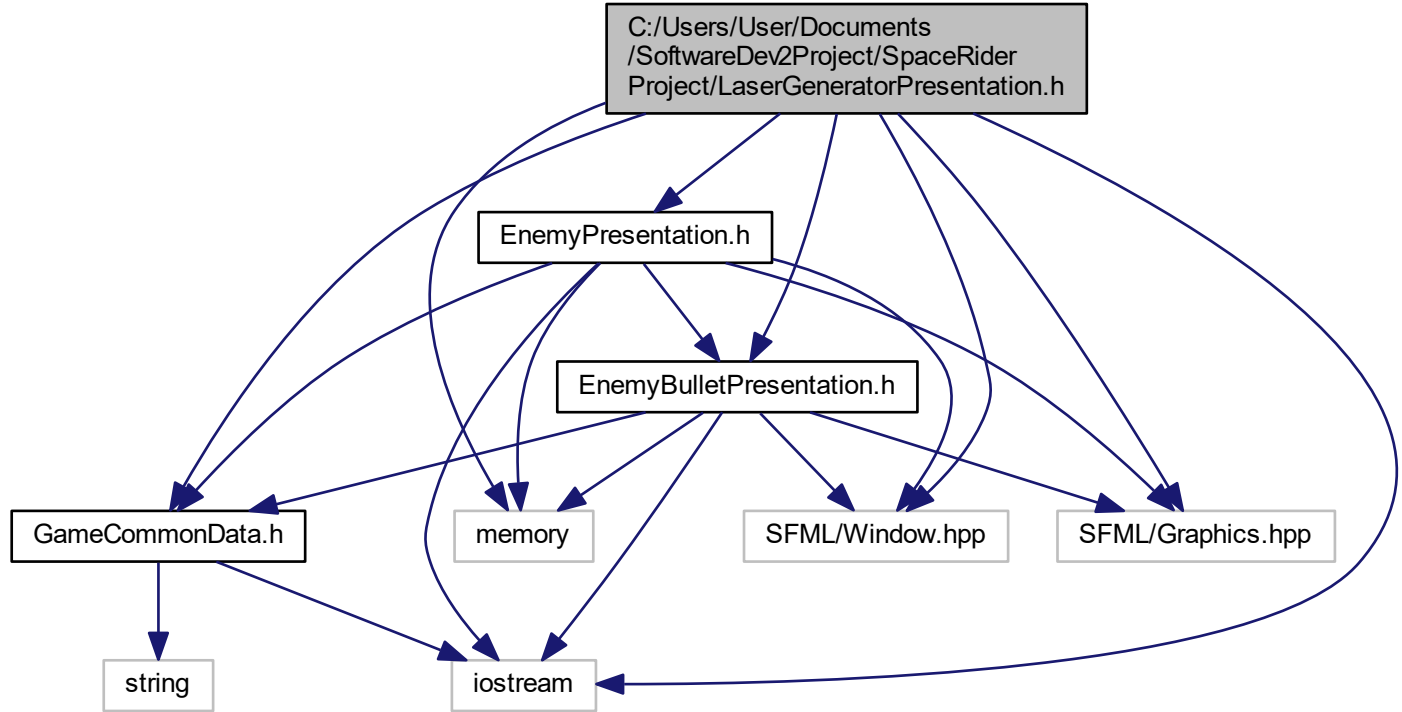 C:/Users/User/Documents
/SoftwareDev2Project/SpaceRider
Project/LaserGeneratorPresentation.h
EnemyPresentation.h
EnemyBulletPresentation.h
GameCommonData.h
memory
SFML/Window.hpp
SFML/Graphics.hpp
string
iostream